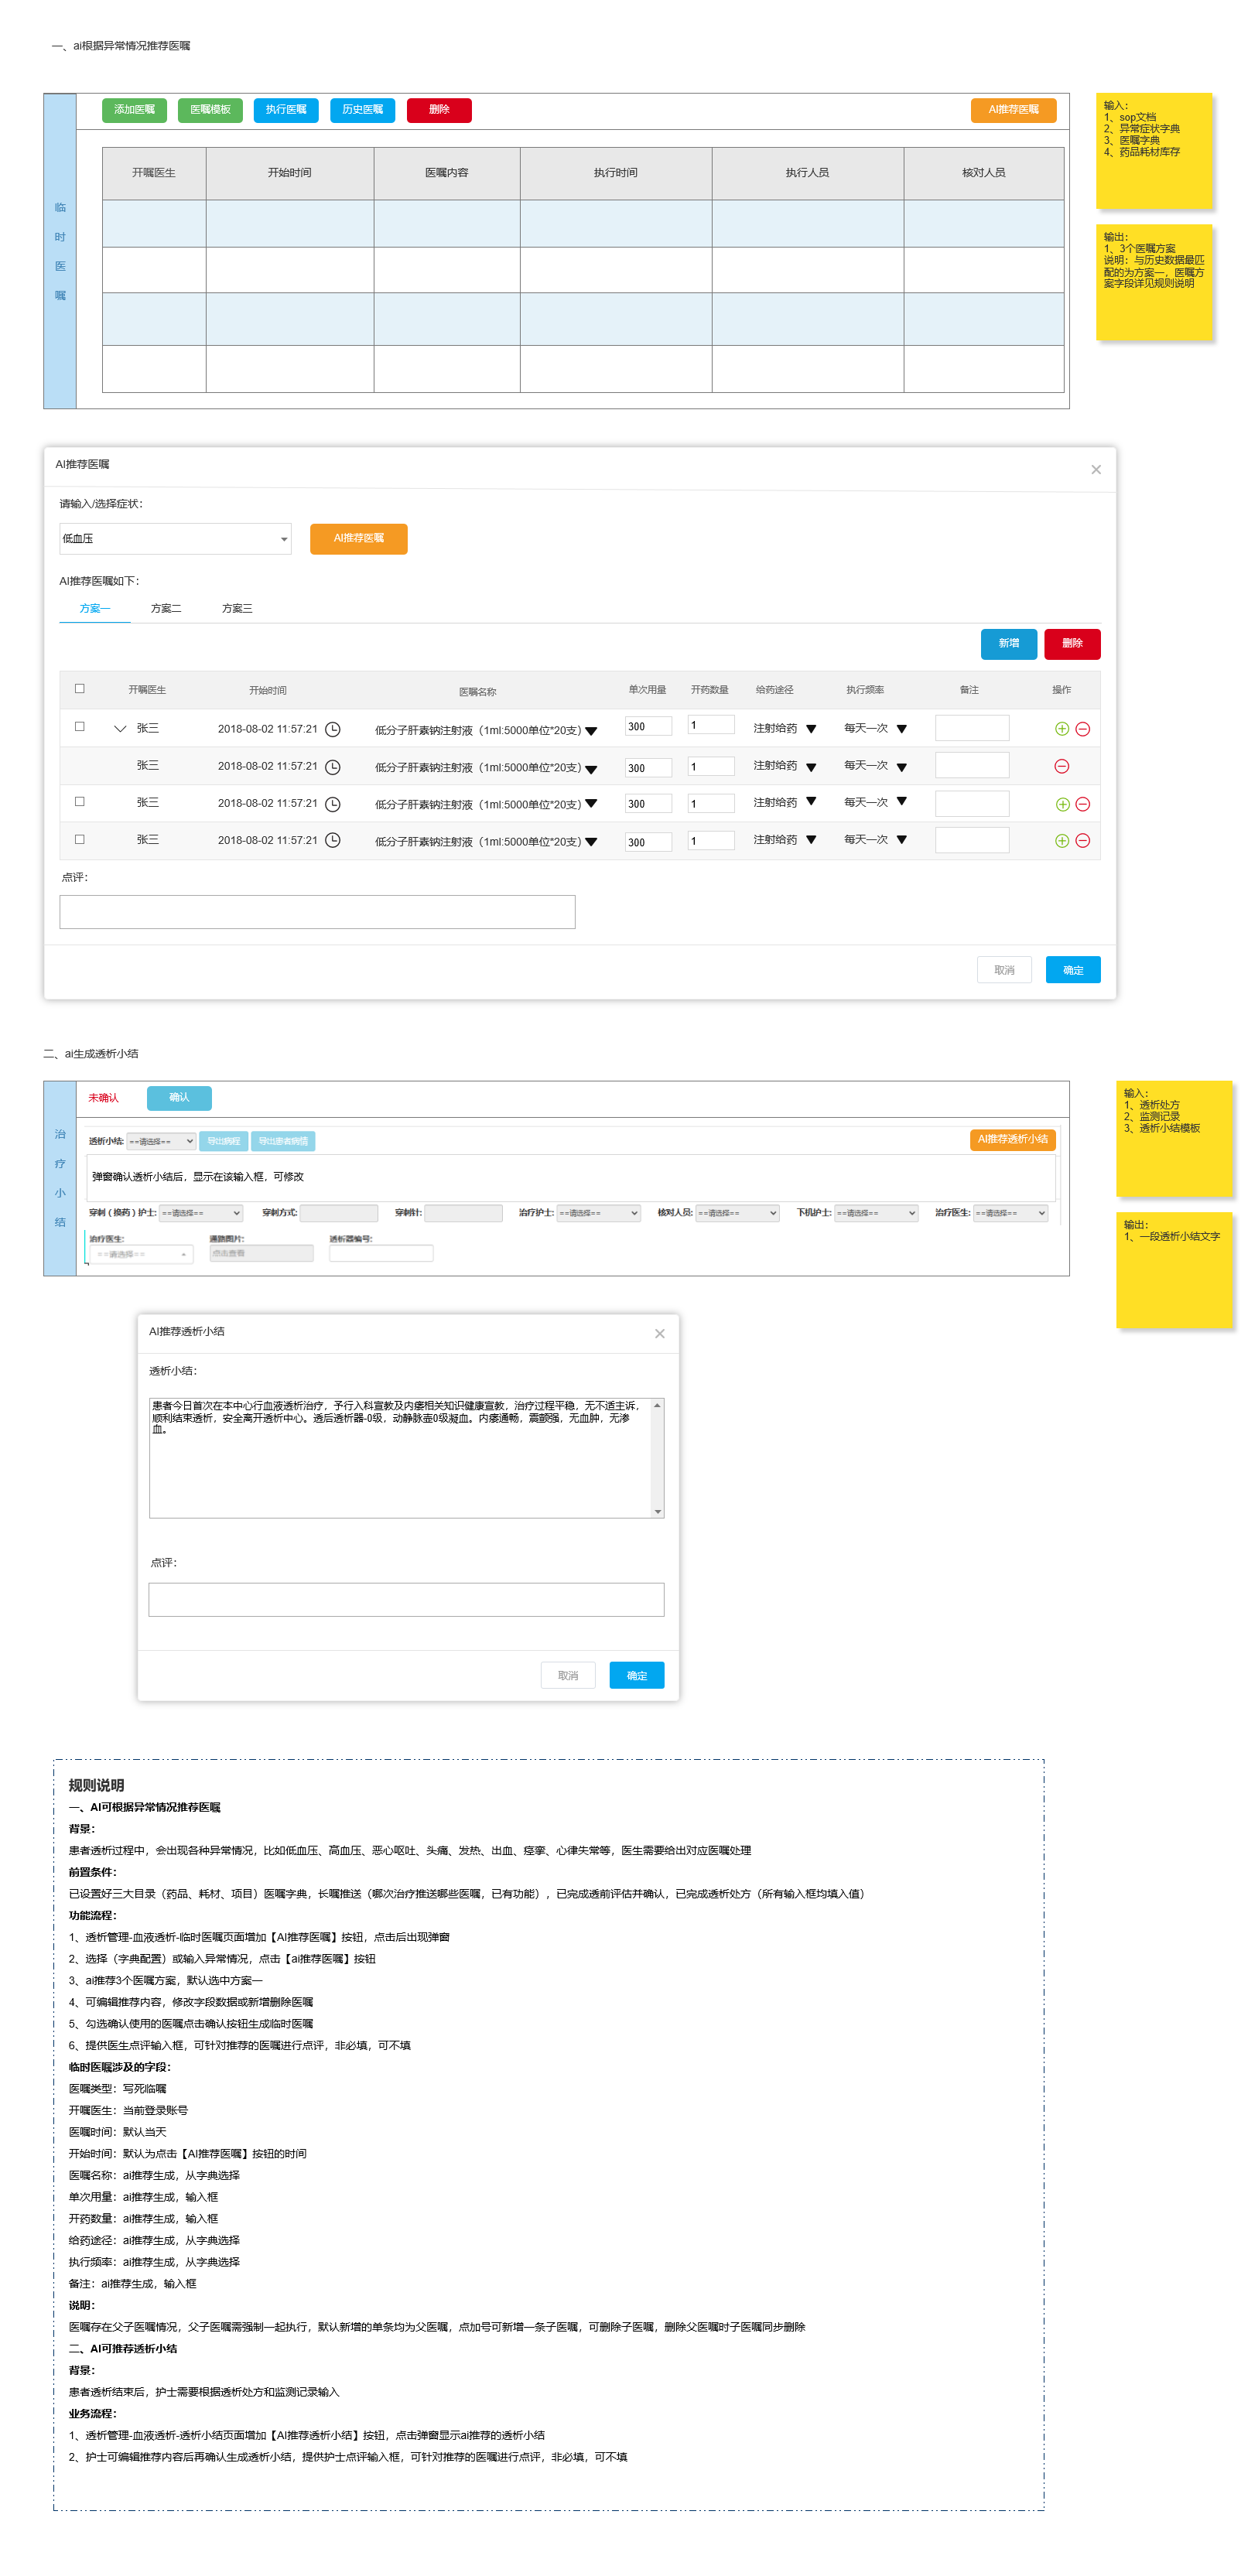 一、ai根据异常情况推荐医嘱
添加医嘱 医嘱模板 执行医嘱 历史医嘱 删除 AI推荐医嘱
临时医嘱
开嘱医生 开始时间 医嘱内容 执行时间 执行人员 核对人员
输入：
1、sop文档
2、异常症状字典
3、医嘱字典
4、药品耗材库存
输出：
1、3个医嘱方案
说明：与历史数据最匹
配的为方案一，医嘱方
案字段详见规则说明
AI推荐医嘱
请输入/选择症状：
低血压 AI推荐医嘱
AI推荐医嘱如下：
方案一 方案二 方案三
新增 删除
开嘱医生 开始时间 医嘱名称 单次用量 开药数量 给药途径 执行频率 备注 操作
张三 2018-08-02 11:57:21 低分子肝素钠注射液（1ml:5000单位*20支） 300 1 注射给药 每天一次
张三 2018-08-02 11:57:21 低分子肝素钠注射液（1ml:5000单位*20支） 300 1 注射给药 每天一次
张三 2018-08-02 11:57:21 低分子肝素钠注射液（1ml:5000单位*20支） 300 1 注射给药 每天一次
张三 2018-08-02 11:57:21 低分子肝素钠注射液（1ml:5000单位*20支） 300 1 注射给药 每天一次
点评：
取消 确定
二、ai生成透析小结
治疗小结
未确认 确认
透析小结: ==请选择== 导出病程 导出患者病情 AI推荐透析小结
弹窗确认透析小结后，显示在该输入框，可修改
穿刺（换药）护士: ==请选择== 穿刺方式: 穿刺针: 治疗护士: ==请选择== 核对人员: ==请选择== 下机护士: ==请选择== 治疗医生: ==请选择==
治疗医生: 通路图片: 透析器编号:
==请选择== 点击查看
输入：
1、透析处方
2、监测记录
3、透析小结模板
输出：
1、一段透析小结文字
AI推荐透析小结
透析小结：
患者今日首次在本中心行血液透析治疗，予行入科宣教及内瘘相关知识健康宣教，治疗过程平稳，无不适主诉，
顺利结束透析，安全离开透析中心。透后透析器-0级，动静脉壶0级凝血。内瘘通畅，震颤强，无血肿，无渗
血。
点评：
取消 确定
规则说明
一、AI可根据异常情况推荐医嘱
背景：
患者透析过程中，会出现各种异常情况，比如低血压、高血压、恶心呕吐、头痛、发热、出血、痉挛、心律失常等，医生需要给出对应医嘱处理
前置条件：
已设置好三大目录（药品、耗材、项目）医嘱字典，长嘱推送（哪次治疗推送哪些医嘱，已有功能），已完成透前评估并确认，已完成透析处方（所有输入框均填入值）
功能流程：
1、透析管理-血液透析-临时医嘱页面增加【AI推荐医嘱】按钮，点击后出现弹窗
2、选择（字典配置）或输入异常情况，点击【ai推荐医嘱】按钮
3、ai推荐3个医嘱方案，默认选中方案一
4、可编辑推荐内容，修改字段数据或新增删除医嘱
5、勾选确认使用的医嘱点击确认按钮生成临时医嘱
6、提供医生点评输入框，可针对推荐的医嘱进行点评，非必填，可不填
临时医嘱涉及的字段：
医嘱类型：写死临嘱
开嘱医生：当前登录账号
医嘱时间：默认当天
开始时间：默认为点击【AI推荐医嘱】按钮的时间
医嘱名称：ai推荐生成，从字典选择
单次用量：ai推荐生成，输入框
开药数量：ai推荐生成，输入框
给药途径：ai推荐生成，从字典选择
执行频率：ai推荐生成，从字典选择
备注：ai推荐生成，输入框
说明：
医嘱存在父子医嘱情况，父子医嘱需强制一起执行，默认新增的单条均为父医嘱，点加号可新增一条子医嘱，可删除子医嘱，删除父医嘱时子医嘱同步删除
二、AI可推荐透析小结
背景：
患者透析结束后，护士需要根据透析处方和监测记录输入
业务流程：
1、透析管理-血液透析-透析小结页面增加【AI推荐透析小结】按钮，点击弹窗显示ai推荐的透析小结
2、护士可编辑推荐内容后再确认生成透析小结，提供护士点评输入框，可针对推荐的医嘱进行点评，非必填，可不填